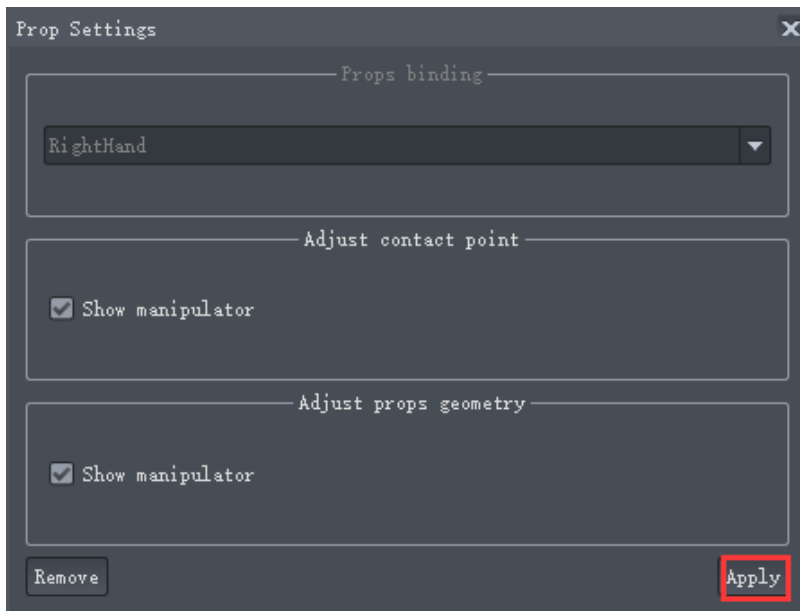 Prop Settings
Props binding
RightHand
Adjust contact point
Show manipulator
Adjust props geometry
Show manipulator
Remove
Apply